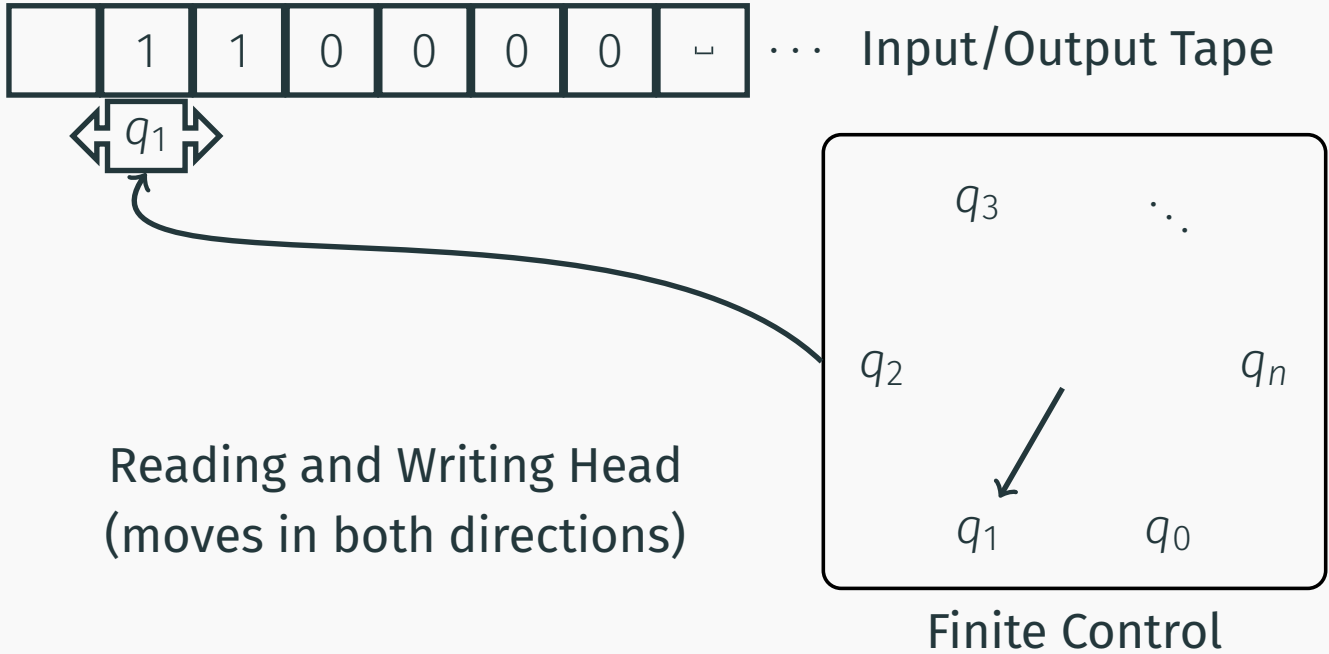 1 1 0 0 0 0 ␣ ··· Input/Output Tape
q1
q3 ⋱
q2 qn
Reading and Writing Head
(moves in both directions)
q1 q0
Finite Control